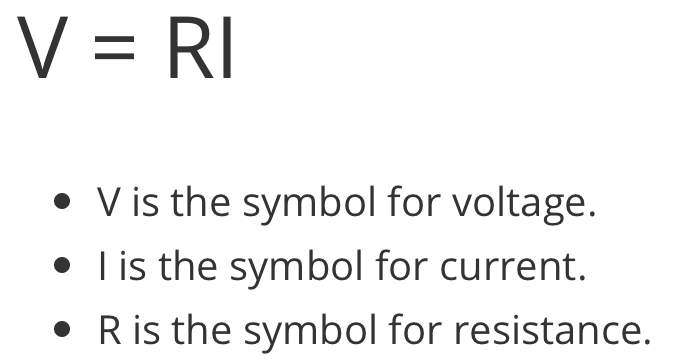 V = RI
• V is the symbol for voltage.
• I is the symbol for current.
• R is the symbol for resistance.